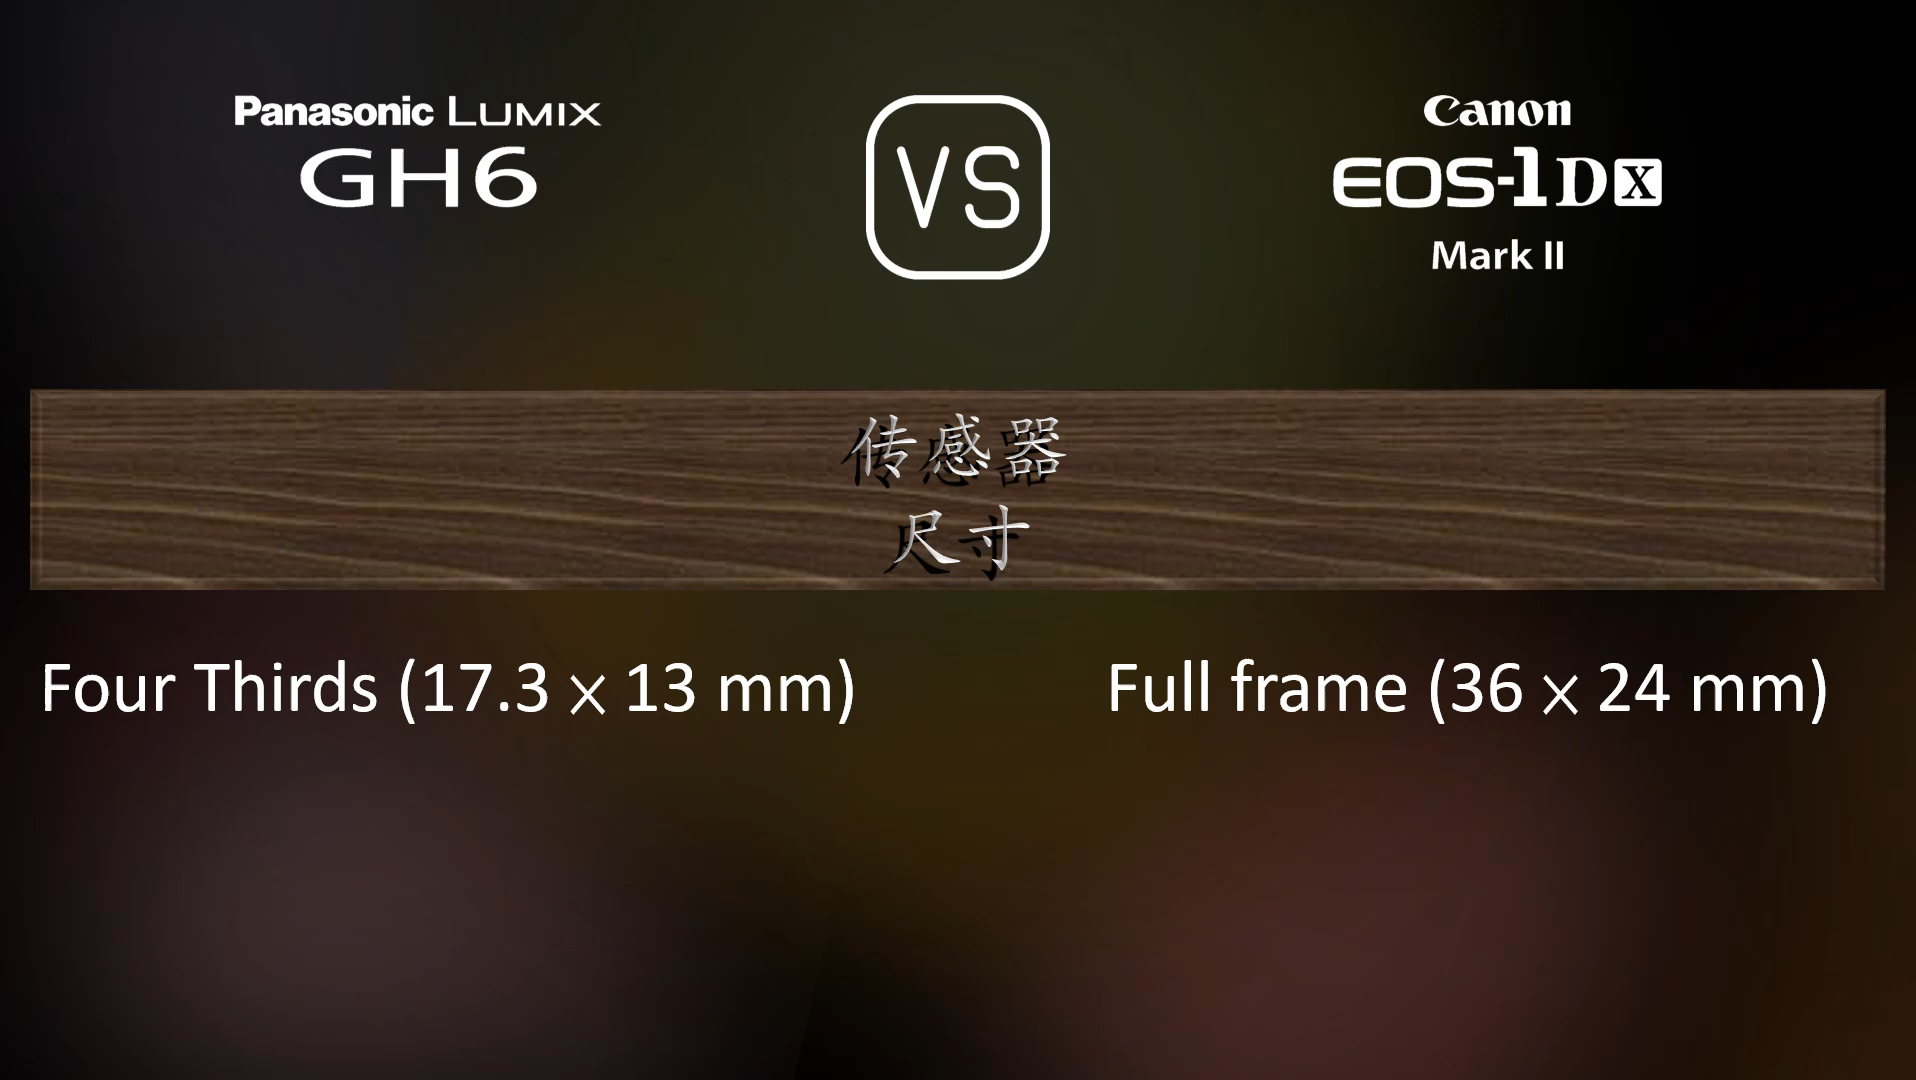 Panasonic LUMIX
GH6
VS
Canon
EOS-1DX
Mark II
传感器
尺寸
Four Thirds (17.3 x 13 mm)
Full frame (36 x 24 mm)